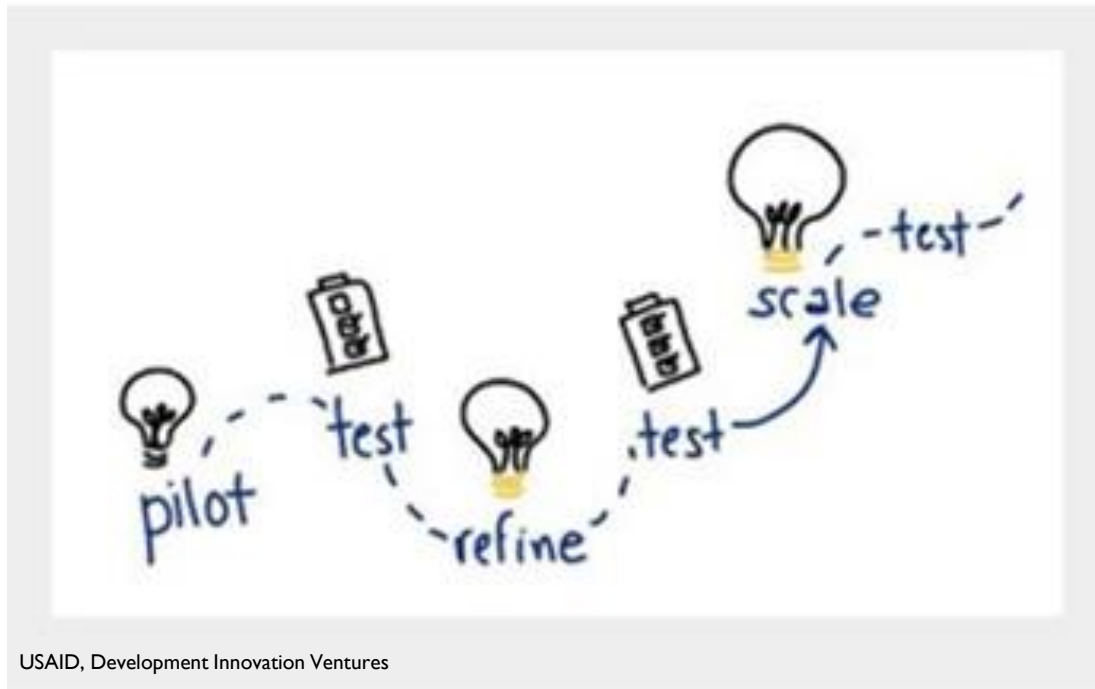 pilot
test
refine
test
scale
test
USAID, Development Innovation Ventures